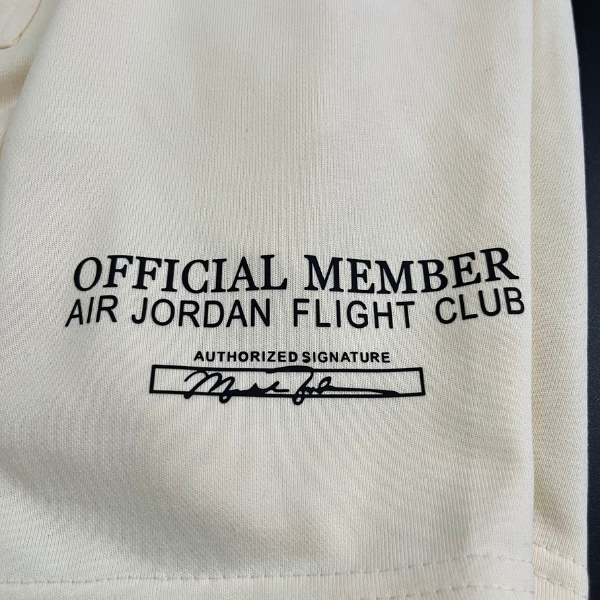 OFFICIAL MEMBER
AIR JORDAN FLIGHT CLUB
AUTHORIZED SIGNATURE